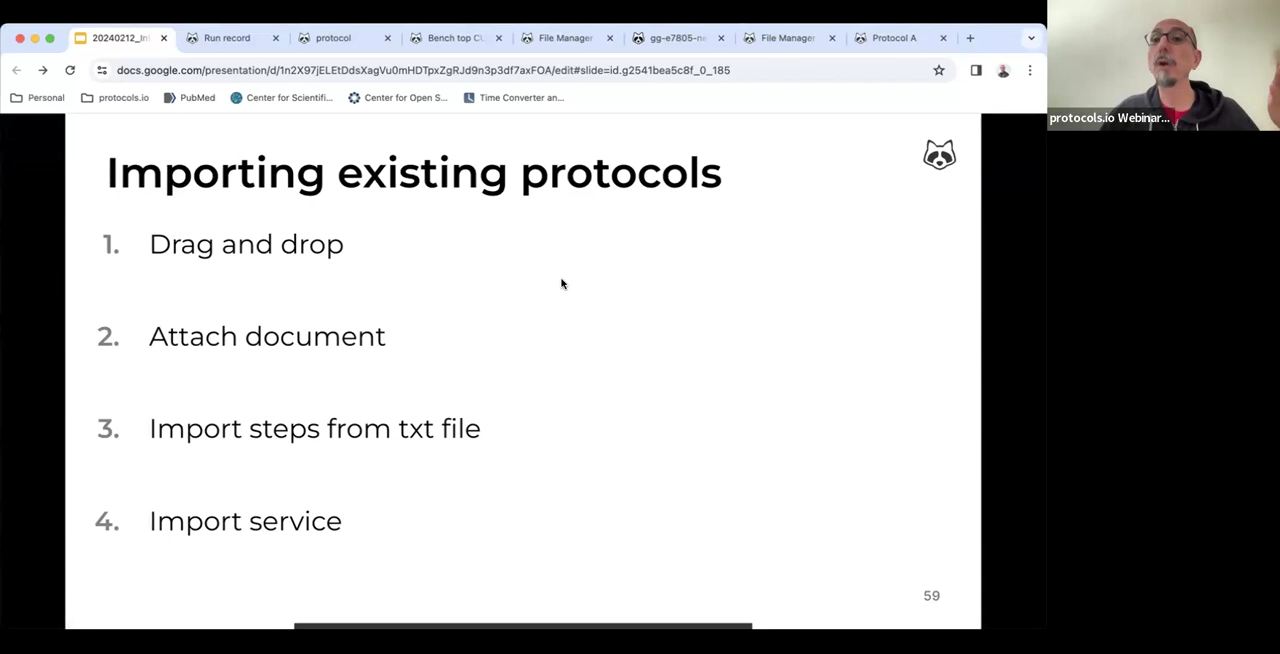 20240212_In
Run record
protocol
Bench top Cl
File Manager
gg-e7805-ne
File Manager
Protocol A
docs.google.com/presentation/d/1n2X97jELEtDdsXagVu0mHDTpxZgRJd9n3p3df7axFOA/edit#slide=id.g2541bea5c8f_0_185
Personal
protocols.io
PubMed
Center for Scientifi...
Center for Open S...
Time Converter an...
protocols.io Webinar...
Importing existing protocols
1. Drag and drop
2. Attach document
3. Import steps from txt file
4. Import service
59